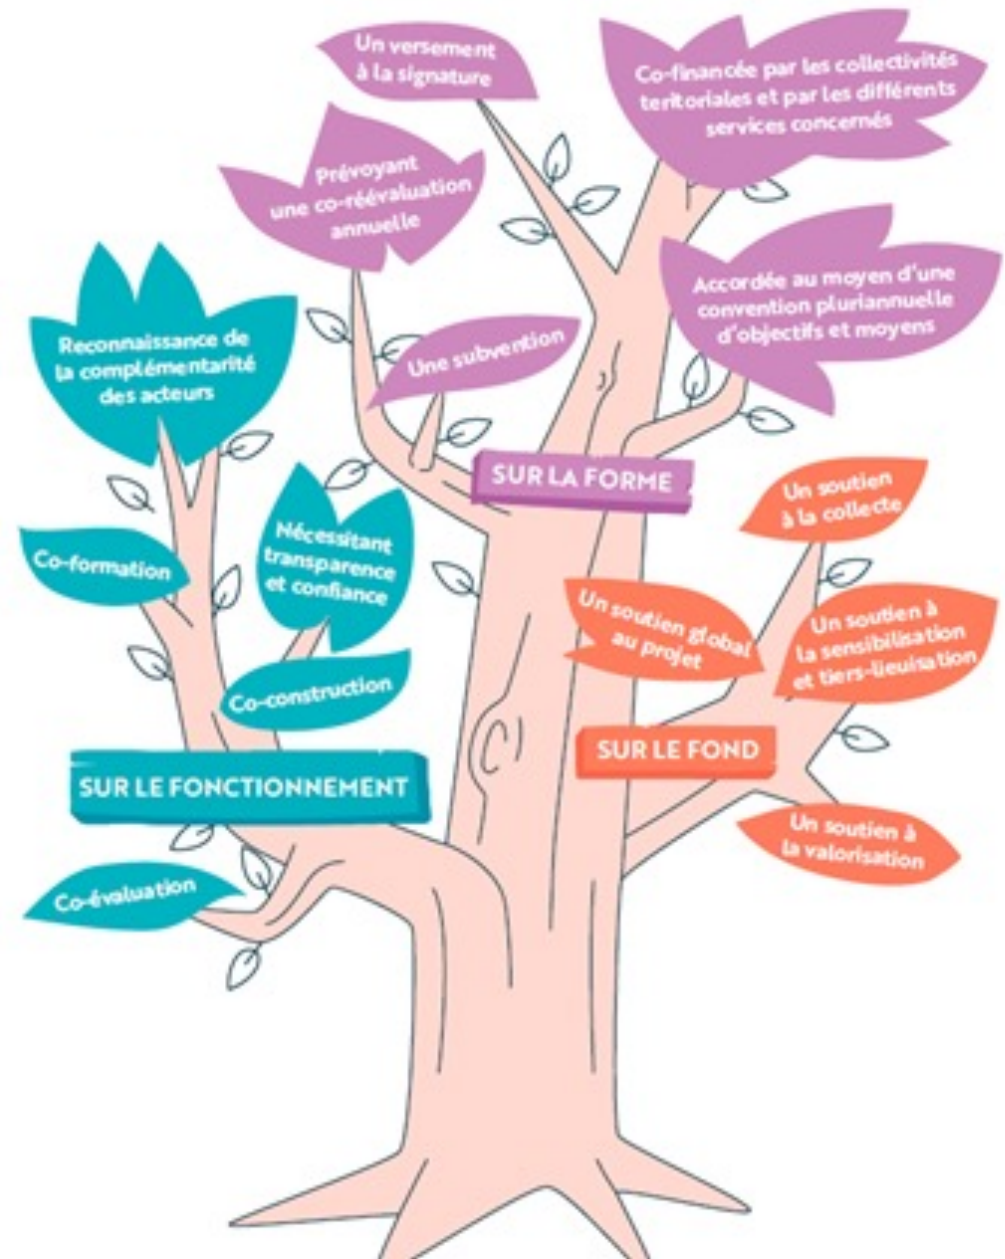 Un versement
à la signature
Co-financée par les collectivités
teritoriales et par les différents
services concernés
Prévoyant
une co-réévaluation
annuelle
Accordée au moyen d'une
convention pluriannuelle
d'objectifs et moyens
Une subvention
SUR LA FORME
Reconnaissance de
la complémentarité
des acteurs
Co-formation
Nécessitant
transparence
et confiance
Co-construction
SUR LE FONCTIONNEMENT
Co-évaluation
Un soutien
à la collecte
Un soutien global
au projet
Un soutien à
la sensibilisation
et tiers-lieuisation
SUR LE FOND
Un soutien à
la valorisation